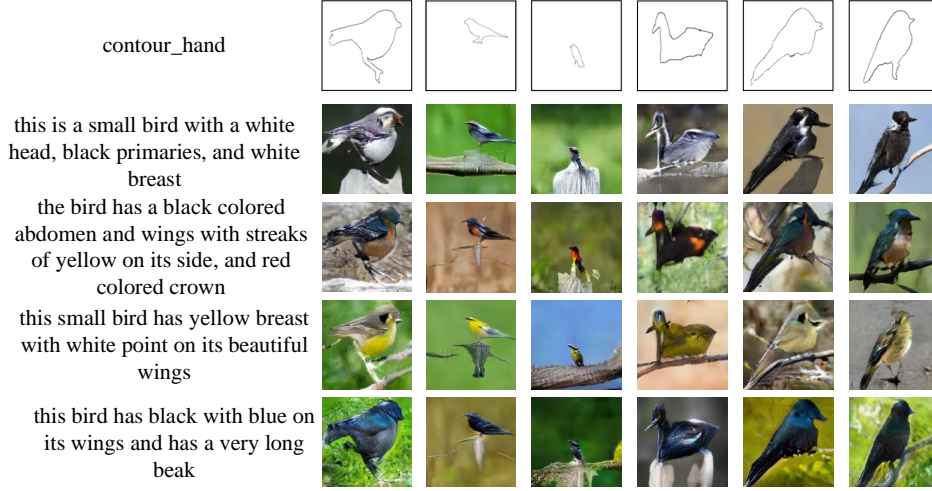 contour_hand
this is a small bird with a white
head, black primaries, and white
breast
the bird has a black colored
abdomen and wings with streaks
of yellow on its side, and red
colored crown
this small bird has yellow breast
with white point on its beautiful
wings
this bird has black with blue on
its wings and has a very long
beak